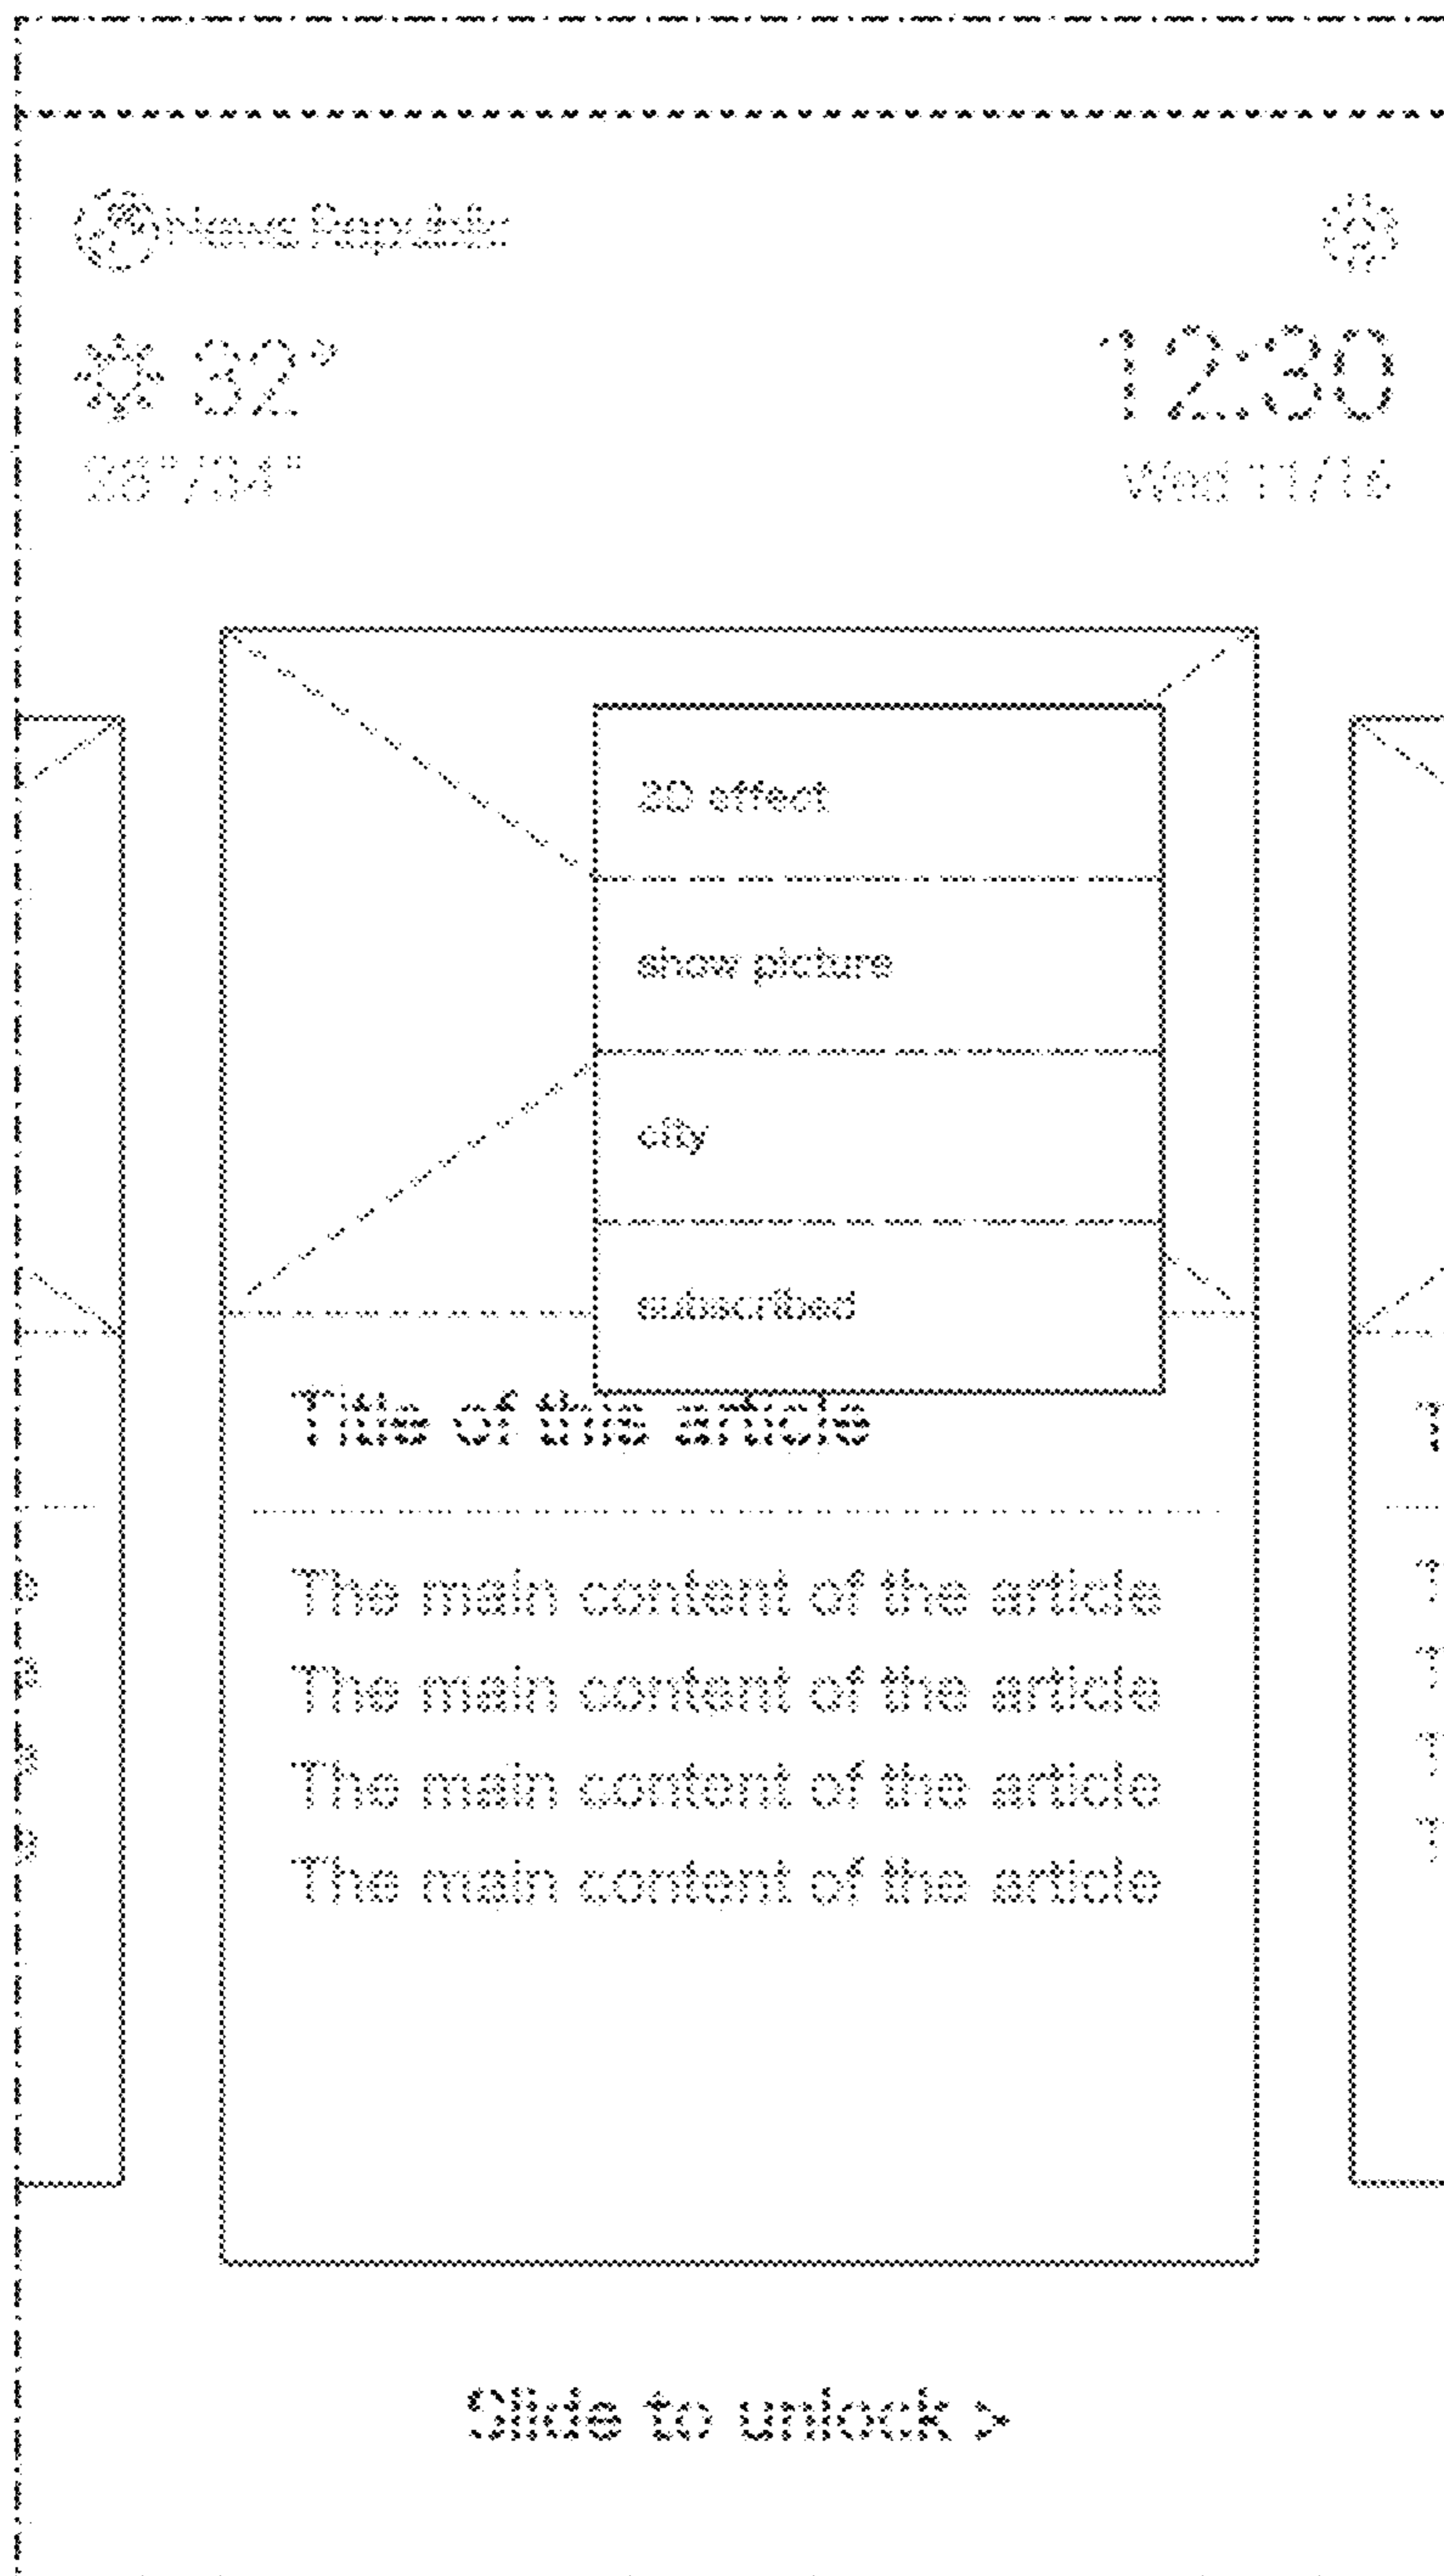 News Republic
32° 12:30
26°/34° Wed 11/16
2D effect
show picture
city
subscribed
Title of this article
The main content of the article
The main content of the article
The main content of the article
The main content of the article
Slide to unlock >